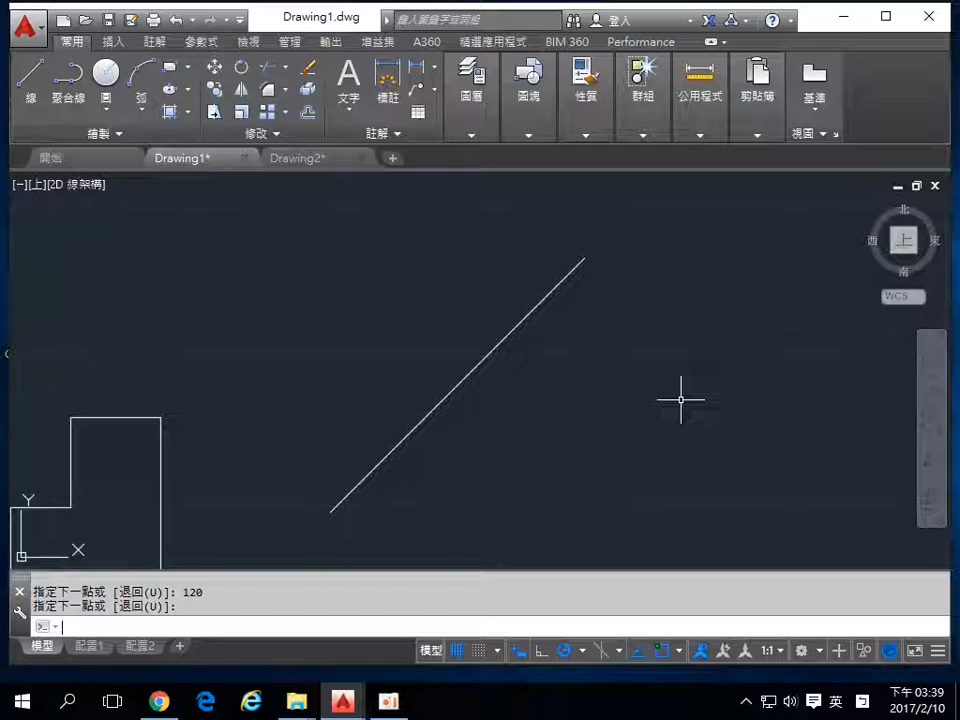 Drawing1.dwg
鍵入關鍵字或片語
登入
常用 插入 註解 參數式 檢視 管理 輸出 增益集 A360 精選應用程式 BIM 360 Performance
線 聚合線 圓 弧 文字 標註 圖層 圖塊 性質 群組 公用程式 剪貼簿 基準
繪製 修改 註解 視圖
開始 Drawing1* Drawing2*
[−][上][2D 線架構]
北
西 上 東
南
WCS
Y
X
指定下一點或 [退回(U)]: 120
指定下一點或 [退回(U)]:
模型 配置1 配置2
模型 1:1
英
下午 03:39
2017/2/10